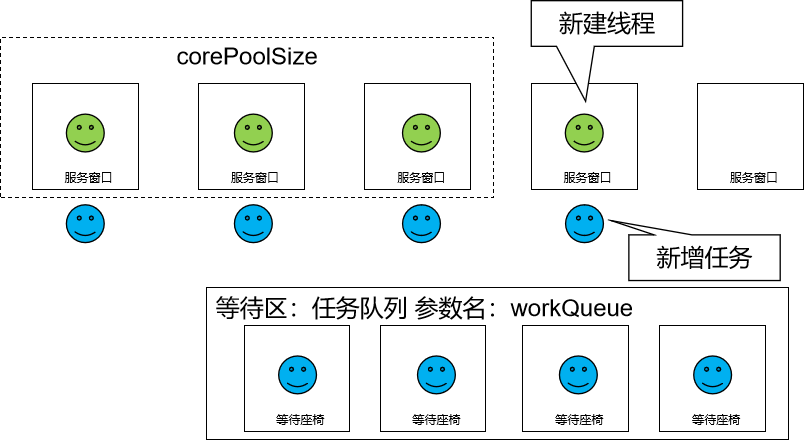 新建线程
corePoolSize
服务窗口
服务窗口
服务窗口
服务窗口
服务窗口
新增任务
等待区：任务队列 参数名：workQueue
等待座椅
等待座椅
等待座椅
等待座椅